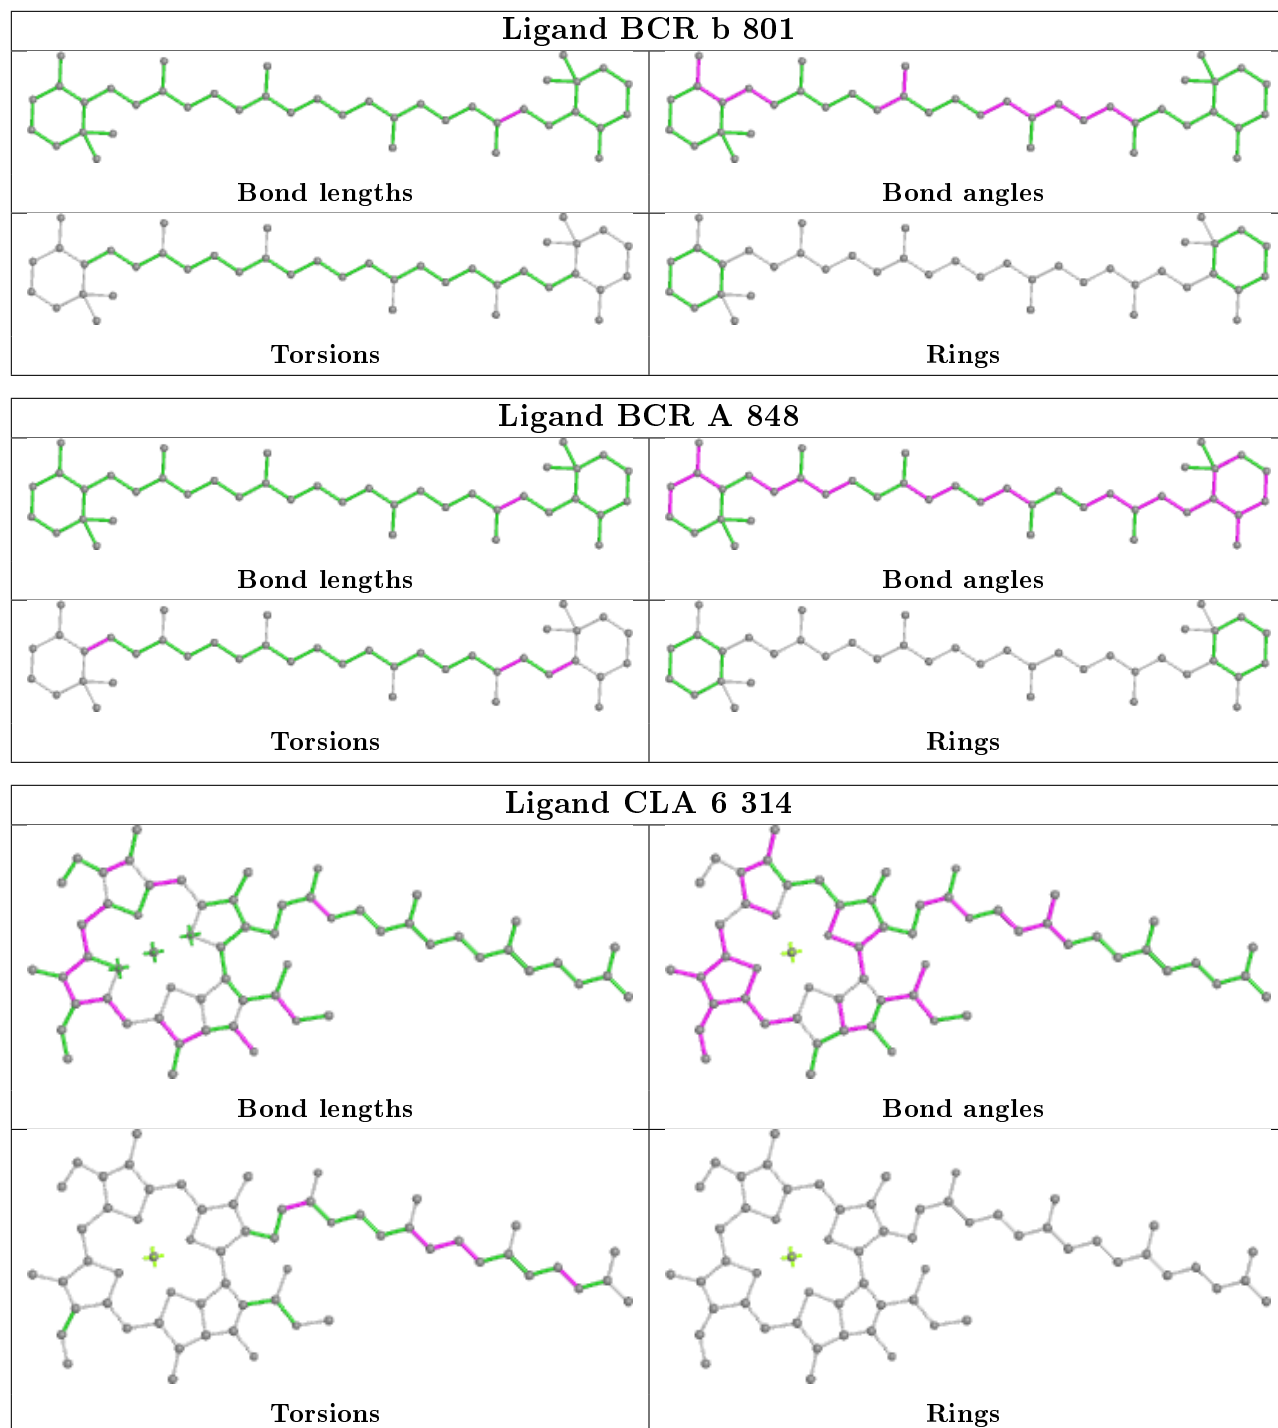 Ligand BCR b 801
Bond lengths
Bond angles
Torsions
Rings
Ligand BCR A 848
Bond lengths
Bond angles
Torsions
Rings
Ligand CLA 6 314
Bond lengths
Bond angles
Torsions
Rings